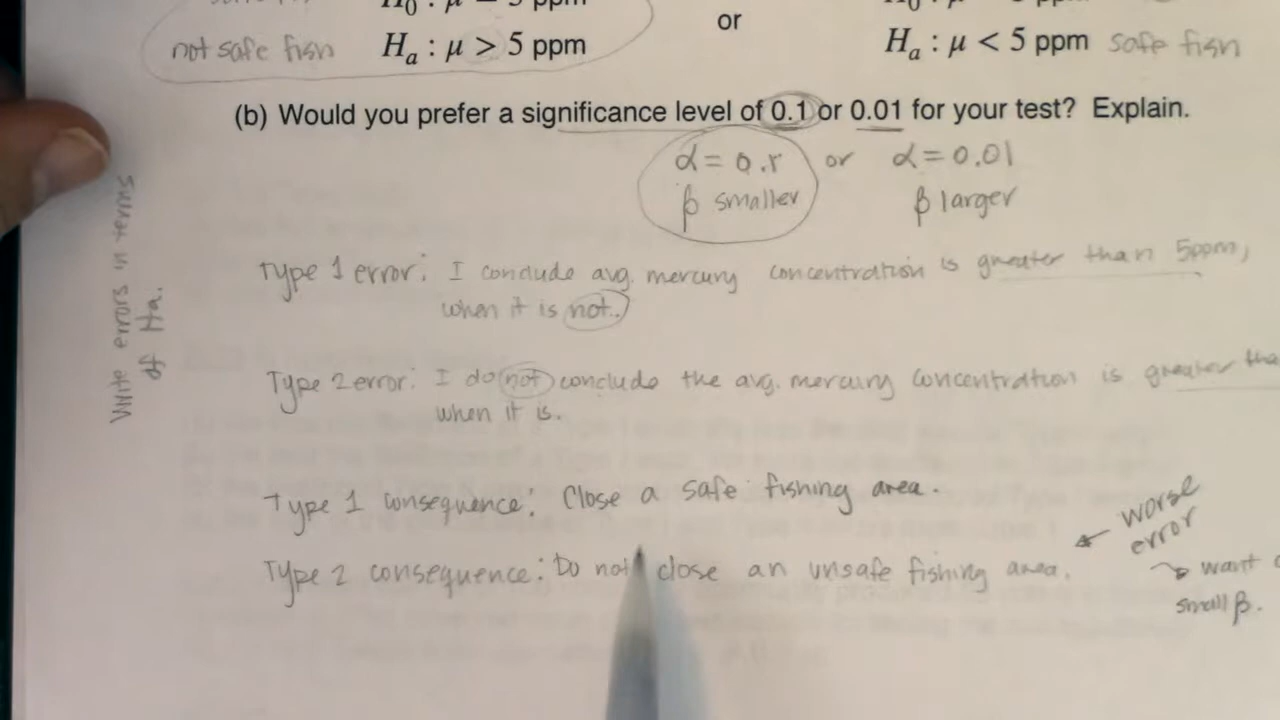 H₀ : μ = 5 ppm
or
not safe fish Hₐ : μ > 5 ppm
Hₐ : μ < 5 ppm safe fish
(b) Would you prefer a significance level of 0.1 or 0.01 for your test? Explain.
α = 0.1 or α = 0.01
β smaller β larger
Write errors in terms
of Ha.
Type 1 error: I conclude avg. mercury concentration is greater than 5ppm,
when it is not.
Type 2 error: I do not conclude the avg. mercury concentration is greater tha
when it is.
Type 1 consequence: Close a safe fishing area.
Type 2 consequence: Do not close an unsafe fishing area.
worse
error
want
small β.